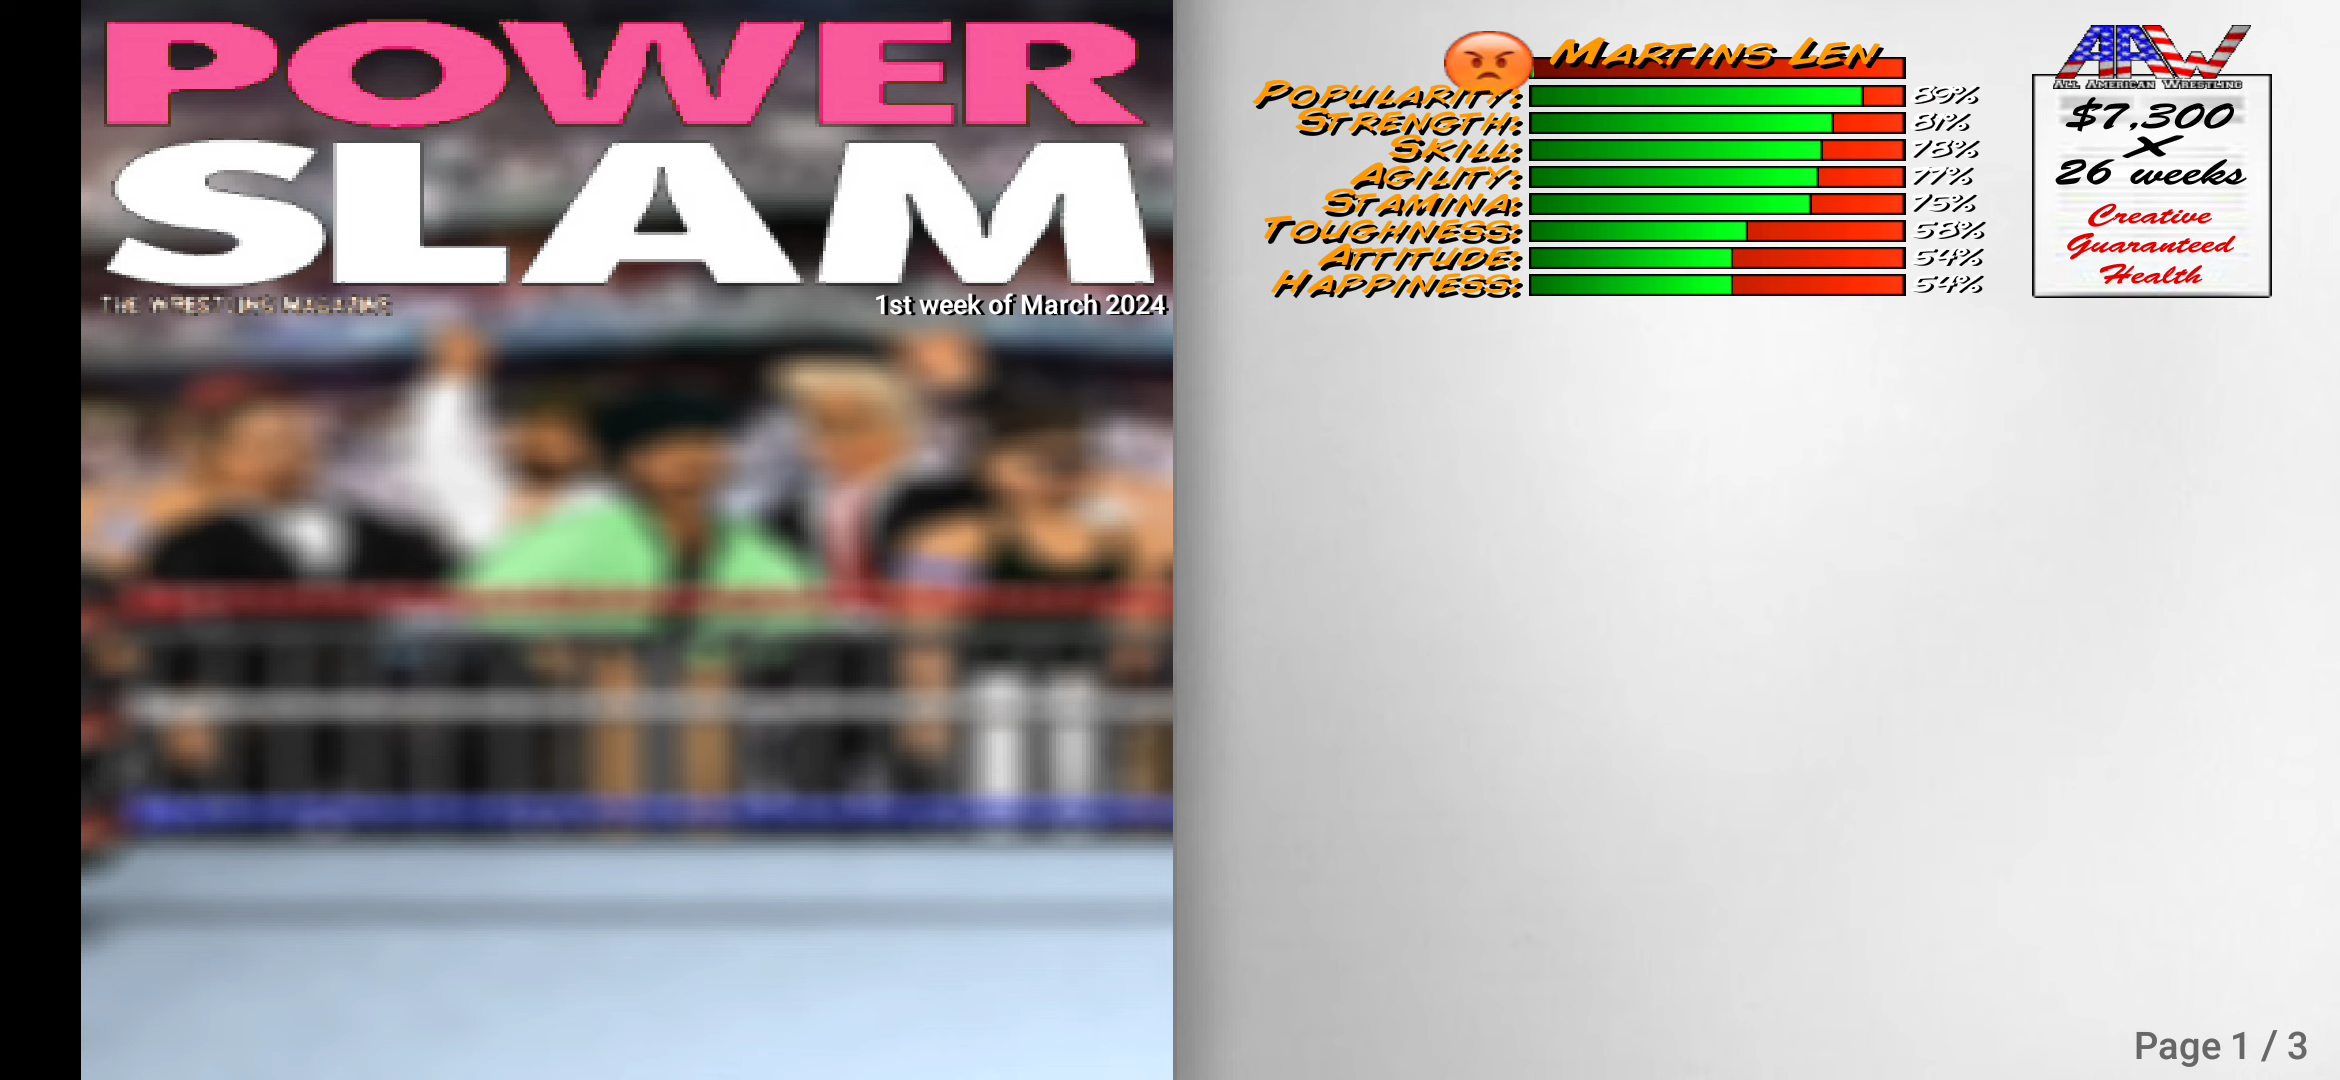 POWER
SLAM
THE WRESTLING MAGAZINE
1st week of March 2024
MARTINS LEN
POPULARITY: 89%
STRENGTH: 81%
SKILL: 78%
AGILITY: 77%
STAMINA: 75%
TOUGHNESS: 58%
ATTITUDE: 54%
HAPPINESS: 54%
AAW
ALL AMERICAN WRESTLING
$7,300
X
26 weeks
Creative
Guaranteed
Health
Page 1 / 3